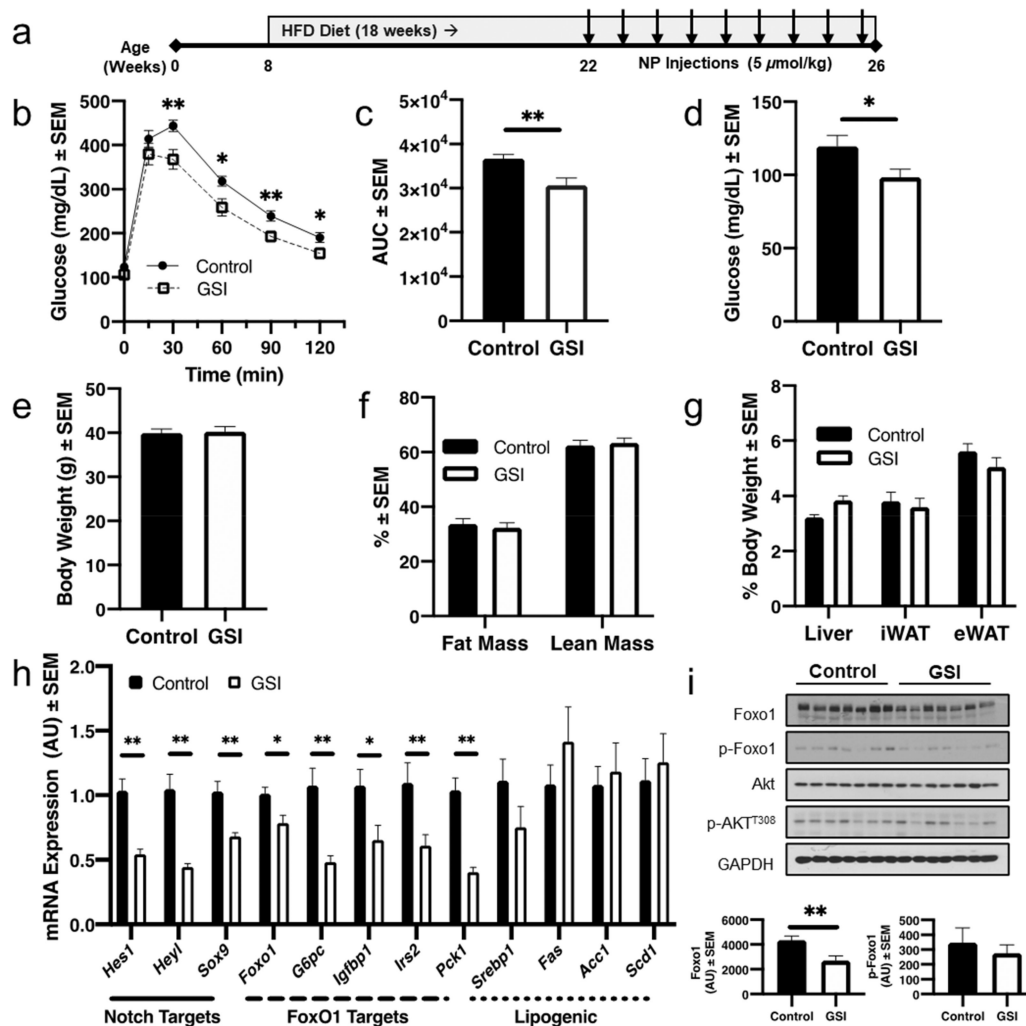 a
HFD Diet (18 weeks) →
Age
(Weeks)
0
8
22
NP Injections (5 µmol/kg)
26
b
Glucose (mg/dL) ± SEM
500
400
300
200
100
0
**
*
**
*
Control
GSI
0 30 60 90 120
Time (min)
c
AUC ± SEM
5×10⁴
4×10⁴
3×10⁴
2×10⁴
1×10⁴
0
**
Control GSI
d
Glucose (mg/dL) ± SEM
150
100
50
0
*
Control GSI
e
Body Weight (g) ± SEM
50
40
30
20
10
0
Control GSI
f
% ± SEM
80
60
40
20
0
Control
GSI
Fat Mass Lean Mass
g
% Body Weight ± SEM
8
6
4
2
0
Control
GSI
Liver iWAT eWAT
h
mRNA Expression (AU) ± SEM
2.0
1.5
1.0
0.5
0.0
Control GSI
** ** ** * ** * ** **
Hes1 Heyl Sox9 Foxo1 G6pc Igfbp1 Irs2 Pck1 Srebp1 Fas Acc1 Scd1
Notch Targets FoxO1 Targets Lipogenic
i
Control GSI
Foxo1
p-Foxo1
Akt
p-AKTᵀ³⁰⁸
GAPDH
Foxo1
(AU) ± SEM
6000
4000
2000
0
**
Control GSI
p-Foxo1
(AU) ± SEM
500
400
300
200
100
0
Control GSI